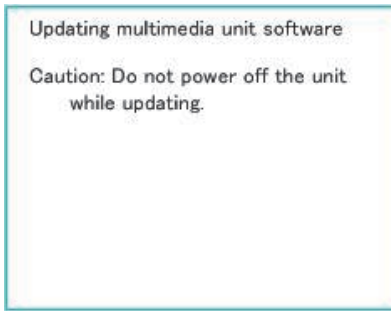 Updating multimedia unit software
Caution: Do not power off the unit
while updating.